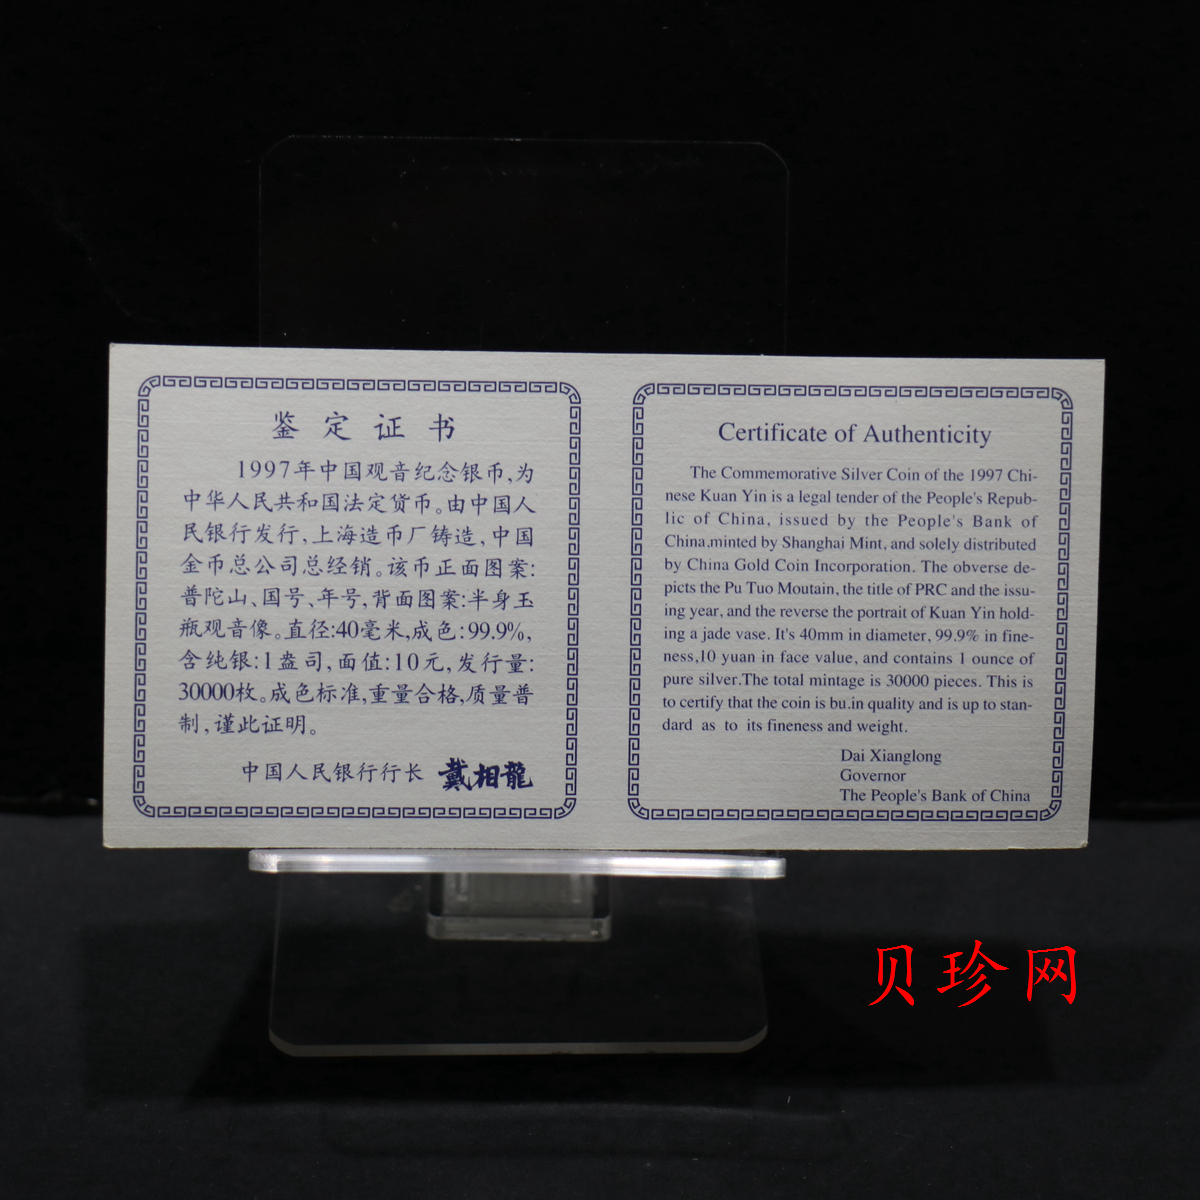 鉴定证书
1997年中国观音纪念银币,为
中华人民共和国法定货币。由中国人
民银行发行,上海造币厂铸造,中国
金币总公司总经销。该币正面图案:
普陀山、国号、年号,背面图案:半身玉
瓶观音像。直径:40毫米,成色:99.9%,
含纯银:1盎司,面值:10元,发行量:
30000枚。成色标准,重量合格,质量普
制,谨此证明。
中国人民银行行长 戴相龍
Certificate of Authenticity
The Commemorative Silver Coin of the 1997 Chi-
nese Kuan Yin is a legal tender of the People's Repub-
lic of China, issued by the People's Bank of
China,minted by Shanghai Mint, and solely distributed
by China Gold Coin Incorporation. The obverse de-
picts the Pu Tuo Moutain, the title of PRC and the issu-
ing year, and the reverse the portrait of Kuan Yin hold-
ing a jade vase. It's 40mm in diameter, 99.9% in fine-
ness,10 yuan in face value, and contains 1 ounce of
pure silver.The total mintage is 30000 pieces. This is
to certify that the coin is bu.in quality and is up to stan-
dard as to its fineness and weight.
Dai Xianglong
Governor
The People's Bank of China
贝珍网